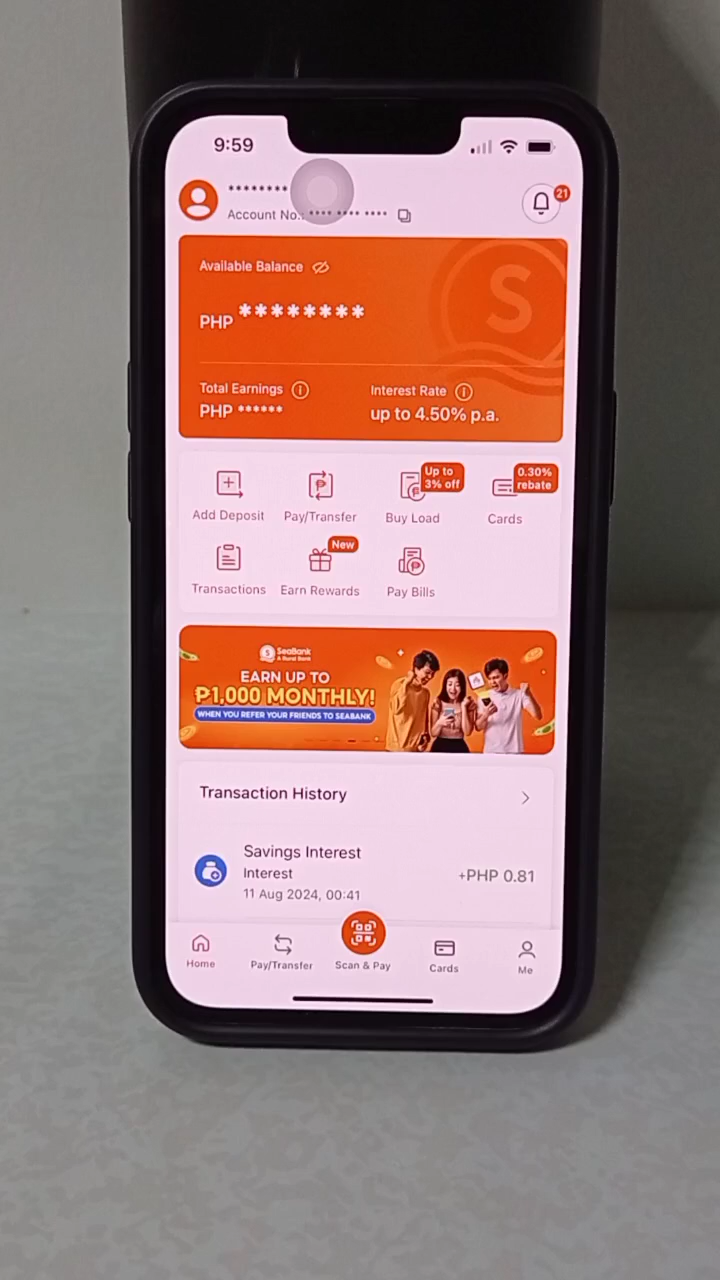 9:59
********
Account No.: **** **** ****
21
Available Balance
PHP ********
Total Earnings
PHP ******
Interest Rate
up to 4.50% p.a.
Up to
3% off
0.30%
rebate
Add Deposit
Pay/Transfer
Buy Load
Cards
New
Transactions
Earn Rewards
Pay Bills
SeaBank
A Rural Bank
EARN UP TO
₱1,000 MONTHLY!
WHEN YOU REFER YOUR FRIENDS TO SEABANK
Transaction History
Savings Interest
Interest
+PHP 0.81
11 Aug 2024, 00:41
Home
Pay/Transfer
Scan & Pay
Cards
Me